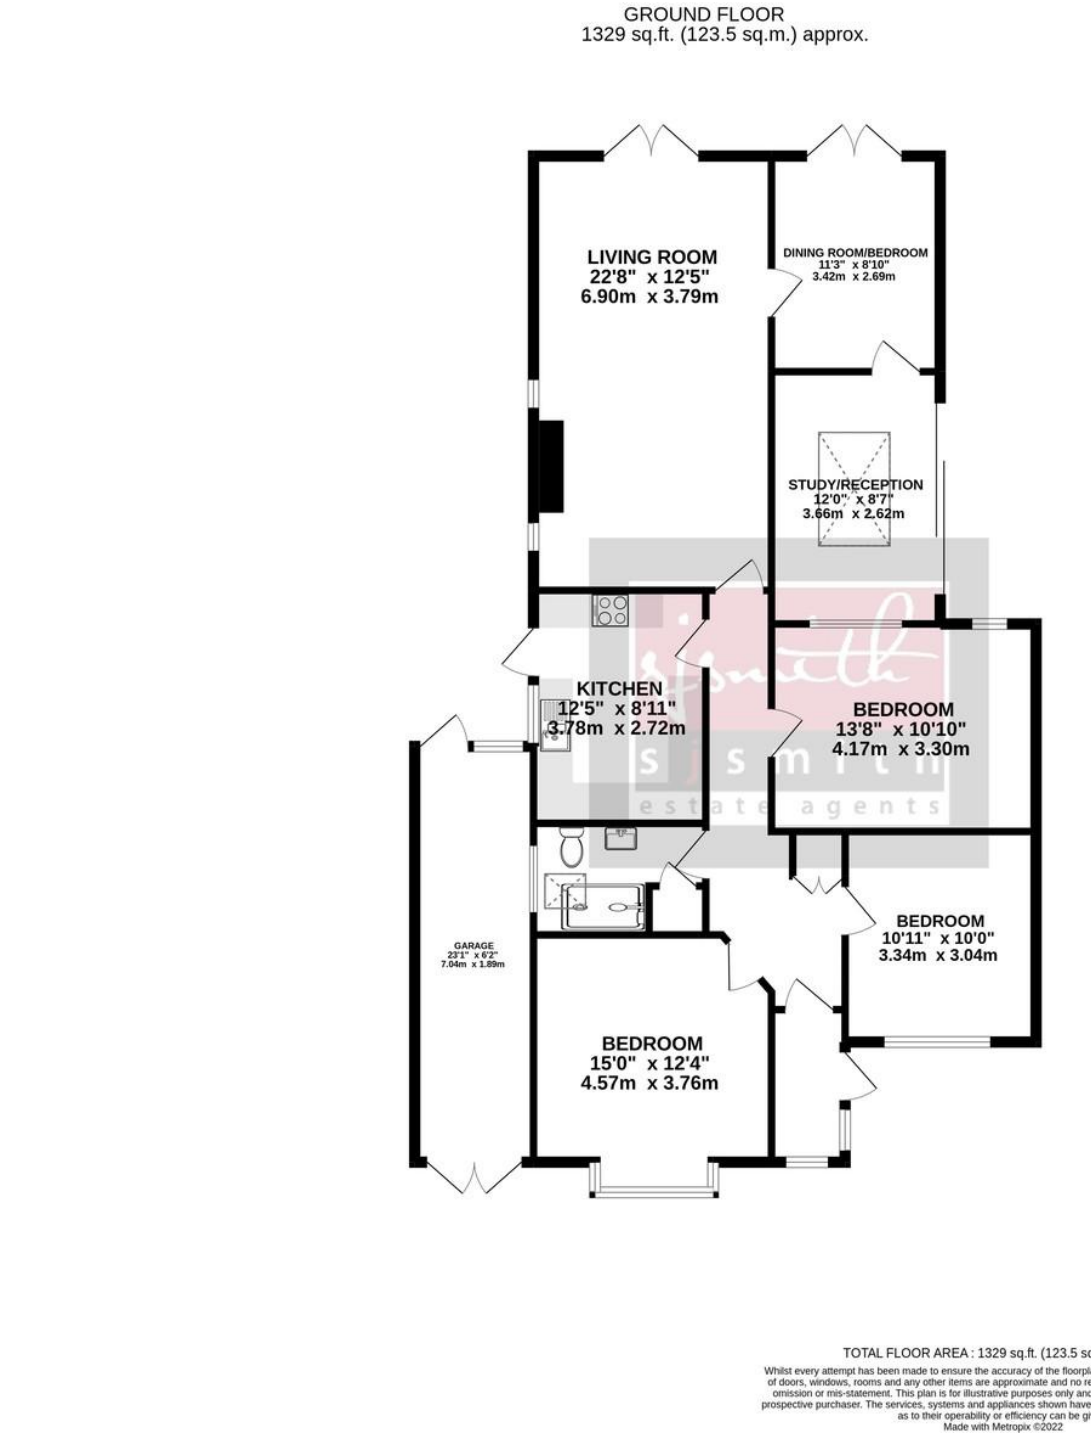 GROUND FLOOR
1329 sq.ft. (123.5 sq.m.) approx.
LIVING ROOM
22'8" x 12'5"
6.90m x 3.79m
DINING ROOM/BEDROOM
11'3" x 8'10"
3.42m x 2.69m
STUDY/RECEPTION
12'0" x 8'7"
3.66m x 2.62m
sjsmith
KITCHEN
12'5" x 8'11"
3.78m x 2.72m
BEDROOM
13'8" x 10'10"
4.17m x 3.30m
sjsmith
estate agents
GARAGE
23'1" x 6'2"
7.04m x 1.89m
BEDROOM
10'11" x 10'0"
3.34m x 3.04m
BEDROOM
15'0" x 12'4"
4.57m x 3.76m
TOTAL FLOOR AREA : 1329 sq.ft. (123.5 sq
Whilst every attempt has been made to ensure the accuracy of the floorpla
of doors, windows, rooms and any other items are approximate and no re
omission or mis-statement. This plan is for illustrative purposes only and
prospective purchaser. The services, systems and appliances shown have
as to their operability or efficiency can be gi
Made with Metropix ©2022